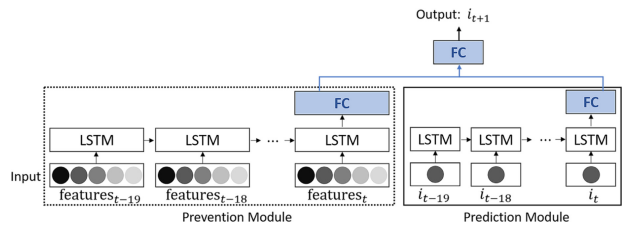 Output: i_{t+1}
FC
FC
FC
LSTM
LSTM
...
LSTM
LSTM
LSTM
...
LSTM
Input
features_{t−19}
features_{t−18}
features_t
i_{t−19}
i_{t−18}
i_t
Prevention Module
Prediction Module